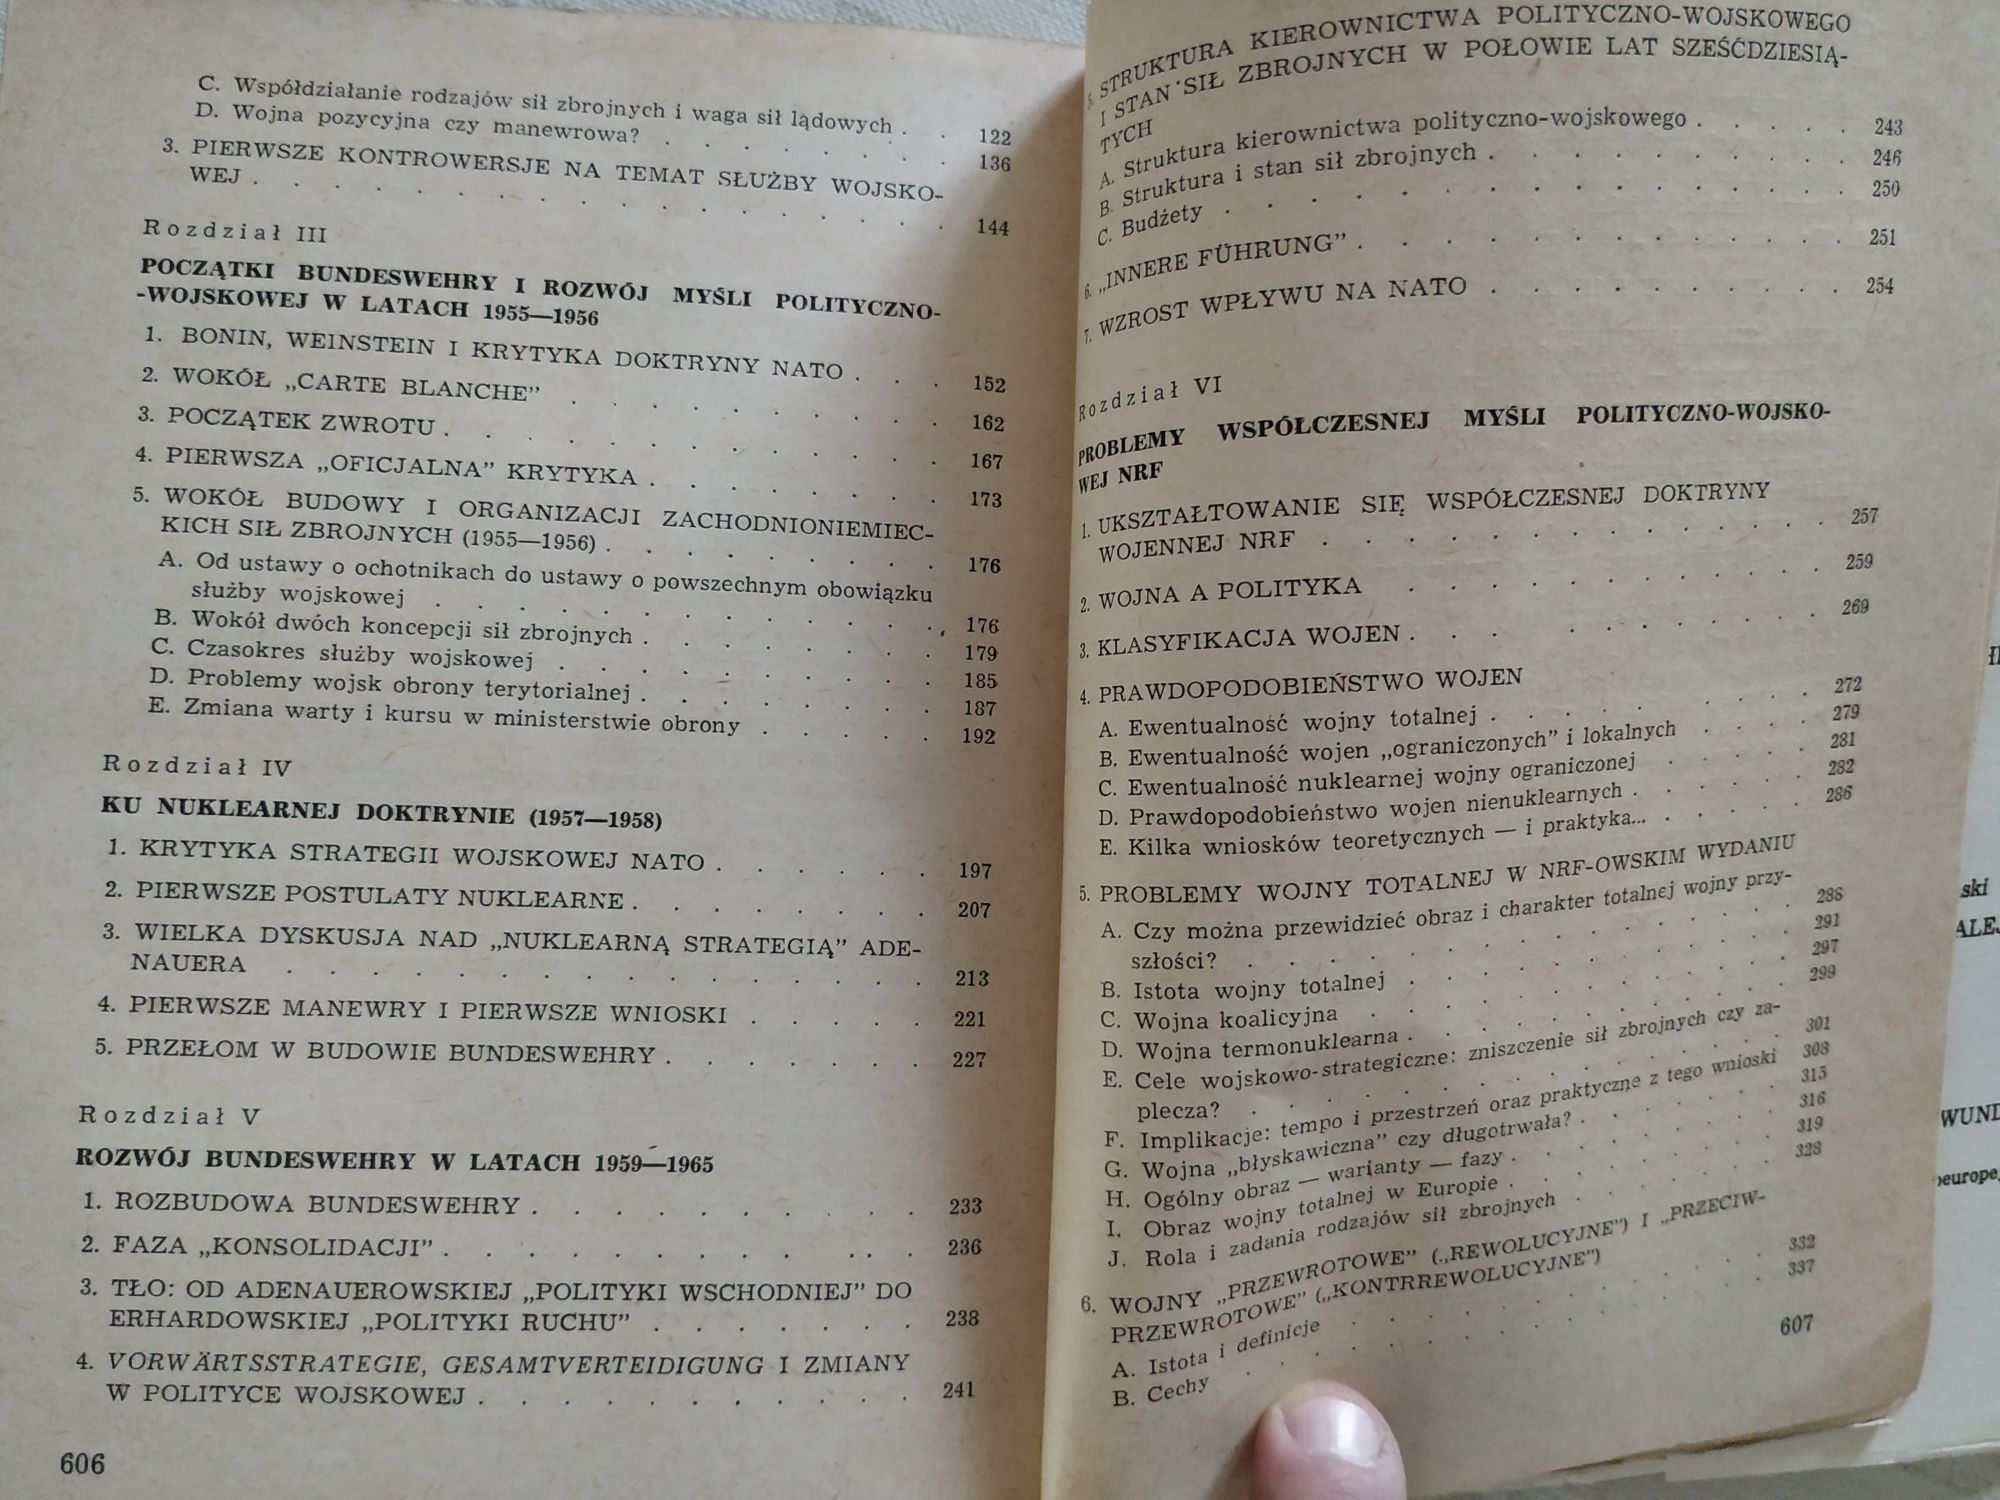 C. Współdziałanie rodzajów sił zbrojnych i waga sił lądowych . . 122
D. Wojna pozycyjna czy manewrowa? . . . . . . . . 136
3. PIERWSZE KONTROWERSJE NA TEMAT SŁUŻBY WOJSKO-
WEJ . . . . . . . . . . . . . . . . 144
Rozdział III
POCZĄTKI BUNDESWEHRY I ROZWÓJ MYŚLI POLITYCZNO-
-WOJSKOWEJ W LATACH 1955—1956
1. BONIN, WEINSTEIN I KRYTYKA DOKTRYNY NATO . . . 152
2. WOKÓŁ „CARTE BLANCHE” . . . . . . . . . 162
3. POCZĄTEK ZWROTU . . . . . . . . . . . . 167
4. PIERWSZA „OFICJALNA” KRYTYKA . . . . . . . . 173
5. WOKÓŁ BUDOWY I ORGANIZACJI ZACHODNIONIEMIEC-
KICH SIŁ ZBROJNYCH (1955—1956) . . . . . . . . 176
A. Od ustawy o ochotnikach do ustawy o powszechnym obowiązku
służby wojskowej . . . . . . . . . . . . 176
B. Wokół dwóch koncepcji sił zbrojnych . . . . . . . 179
C. Czasokres służby wojskowej . . . . . . . . . 185
D. Problemy wojsk obrony terytorialnej . . . . . . . 187
E. Zmiana warty i kursu w ministerstwie obrony . . . . . 192
Rozdział IV
KU NUKLEARNEJ DOKTRYNIE (1957—1958)
1. KRYTYKA STRATEGII WOJSKOWEJ NATO . . . . . . 197
2. PIERWSZE POSTULATY NUKLEARNE . . . . . . . . 207
3. WIELKA DYSKUSJA NAD „NUKLEARNĄ STRATEGIĄ” ADE-
NAUERA . . . . . . . . . . . . . . . 213
4. PIERWSZE MANEWRY I PIERWSZE WNIOSKI . . . . . 221
5. PRZEŁOM W BUDOWIE BUNDESWEHRY . . . . . . . 227
Rozdział V
ROZWÓJ BUNDESWEHRY W LATACH 1959—1965
1. ROZBUDOWA BUNDESWEHRY . . . . . . . . . . 233
2. FAZA „KONSOLIDACJI” . . . . . . . . . . . . 236
3. TŁO: OD ADENAUEROWSKIEJ „POLITYKI WSCHODNIEJ” DO
ERHARDOWSKIEJ „POLITYKI RUCHU” . . . . . . . 238
4. VORWÄRTSSTRATEGIE, GESAMTVERTEIDIGUNG I ZMIANY
W POLITYCE WOJSKOWEJ . . . . . . . . . . . 241
606
5. STRUKTURA KIEROWNICTWA POLITYCZNO-WOJSKOWEGO
I STAN SIŁ ZBROJNYCH W POŁOWIE LAT SZEŚĆDZIESIĄ-
TYCH
A. Struktura kierownictwa polityczno-wojskowego . . . . . 243
B. Struktura i stan sił zbrojnych . . . . . . . . . 246
C. Budżety . . . . . . . . . . . . . . . 250
6. „INNERE FÜHRUNG” . . . . . . . . . . . . 251
7. WZROST WPŁYWU NA NATO . . . . . . . . . 254
Rozdział VI
PROBLEMY WSPÓŁCZESNEJ MYŚLI POLITYCZNO-WOJSKO-
WEJ NRF
1. UKSZTAŁTOWANIE SIĘ WSPÓŁCZESNEJ DOKTRYNY
WOJENNEJ NRF . . . . . . . . . . . . . 257
2. WOJNA A POLITYKA . . . . . . . . . . . 259
3. KLASYFIKACJA WOJEN . . . . . . . . . . 269
4. PRAWDOPODOBIEŃSTWO WOJEN
A. Ewentualność wojny totalnej . . . . . . . . . 272
B. Ewentualność wojen „ograniczonych” i lokalnych . . . . 279
C. Ewentualność nuklearnej wojny ograniczonej . . . . . 281
D. Prawdopodobieństwo wojen nienuklearnych . . . . . 282
E. Kilka wniosków teoretycznych — i praktyka... . . . . . 286
5. PROBLEMY WOJNY TOTALNEJ W NRF-OWSKIM WYDANIU
A. Czy można przewidzieć obraz i charakter totalnej wojny przy-
szłości? . . . . . . . . . . . . . . . 288
B. Istota wojny totalnej . . . . . . . . . . . 291
C. Wojna koalicyjna . . . . . . . . . . . . 297
D. Wojna termonuklearna . . . . . . . . . . . 299
E. Cele wojskowo-strategiczne: zniszczenie sił zbrojnych czy za-
plecza? . . . . . . . . . . . . . . . 301
F. Implikacje: tempo i przestrzeń oraz praktyczne z tego wnioski 308
G. Wojna „błyskawiczna” czy długotrwała? . . . . . . 315
H. Ogólny obraz — warianty — fazy . . . . . . . . 316
I. Obraz wojny totalnej w Europie . . . . . . . . 319
J. Rola i zadania rodzajów sił zbrojnych . . . . . . 328
6. WOJNY „PRZEWROTOWE” („REWOLUCYJNE”) I „PRZECIW-
PRZEWROTOWE” („KONTRREWOLUCYJNE”)
A. Istota i definicje . . . . . . . . . . . . 332
B. Cechy . . . . . . . . . . . . . . . 337
607
ski
WUND